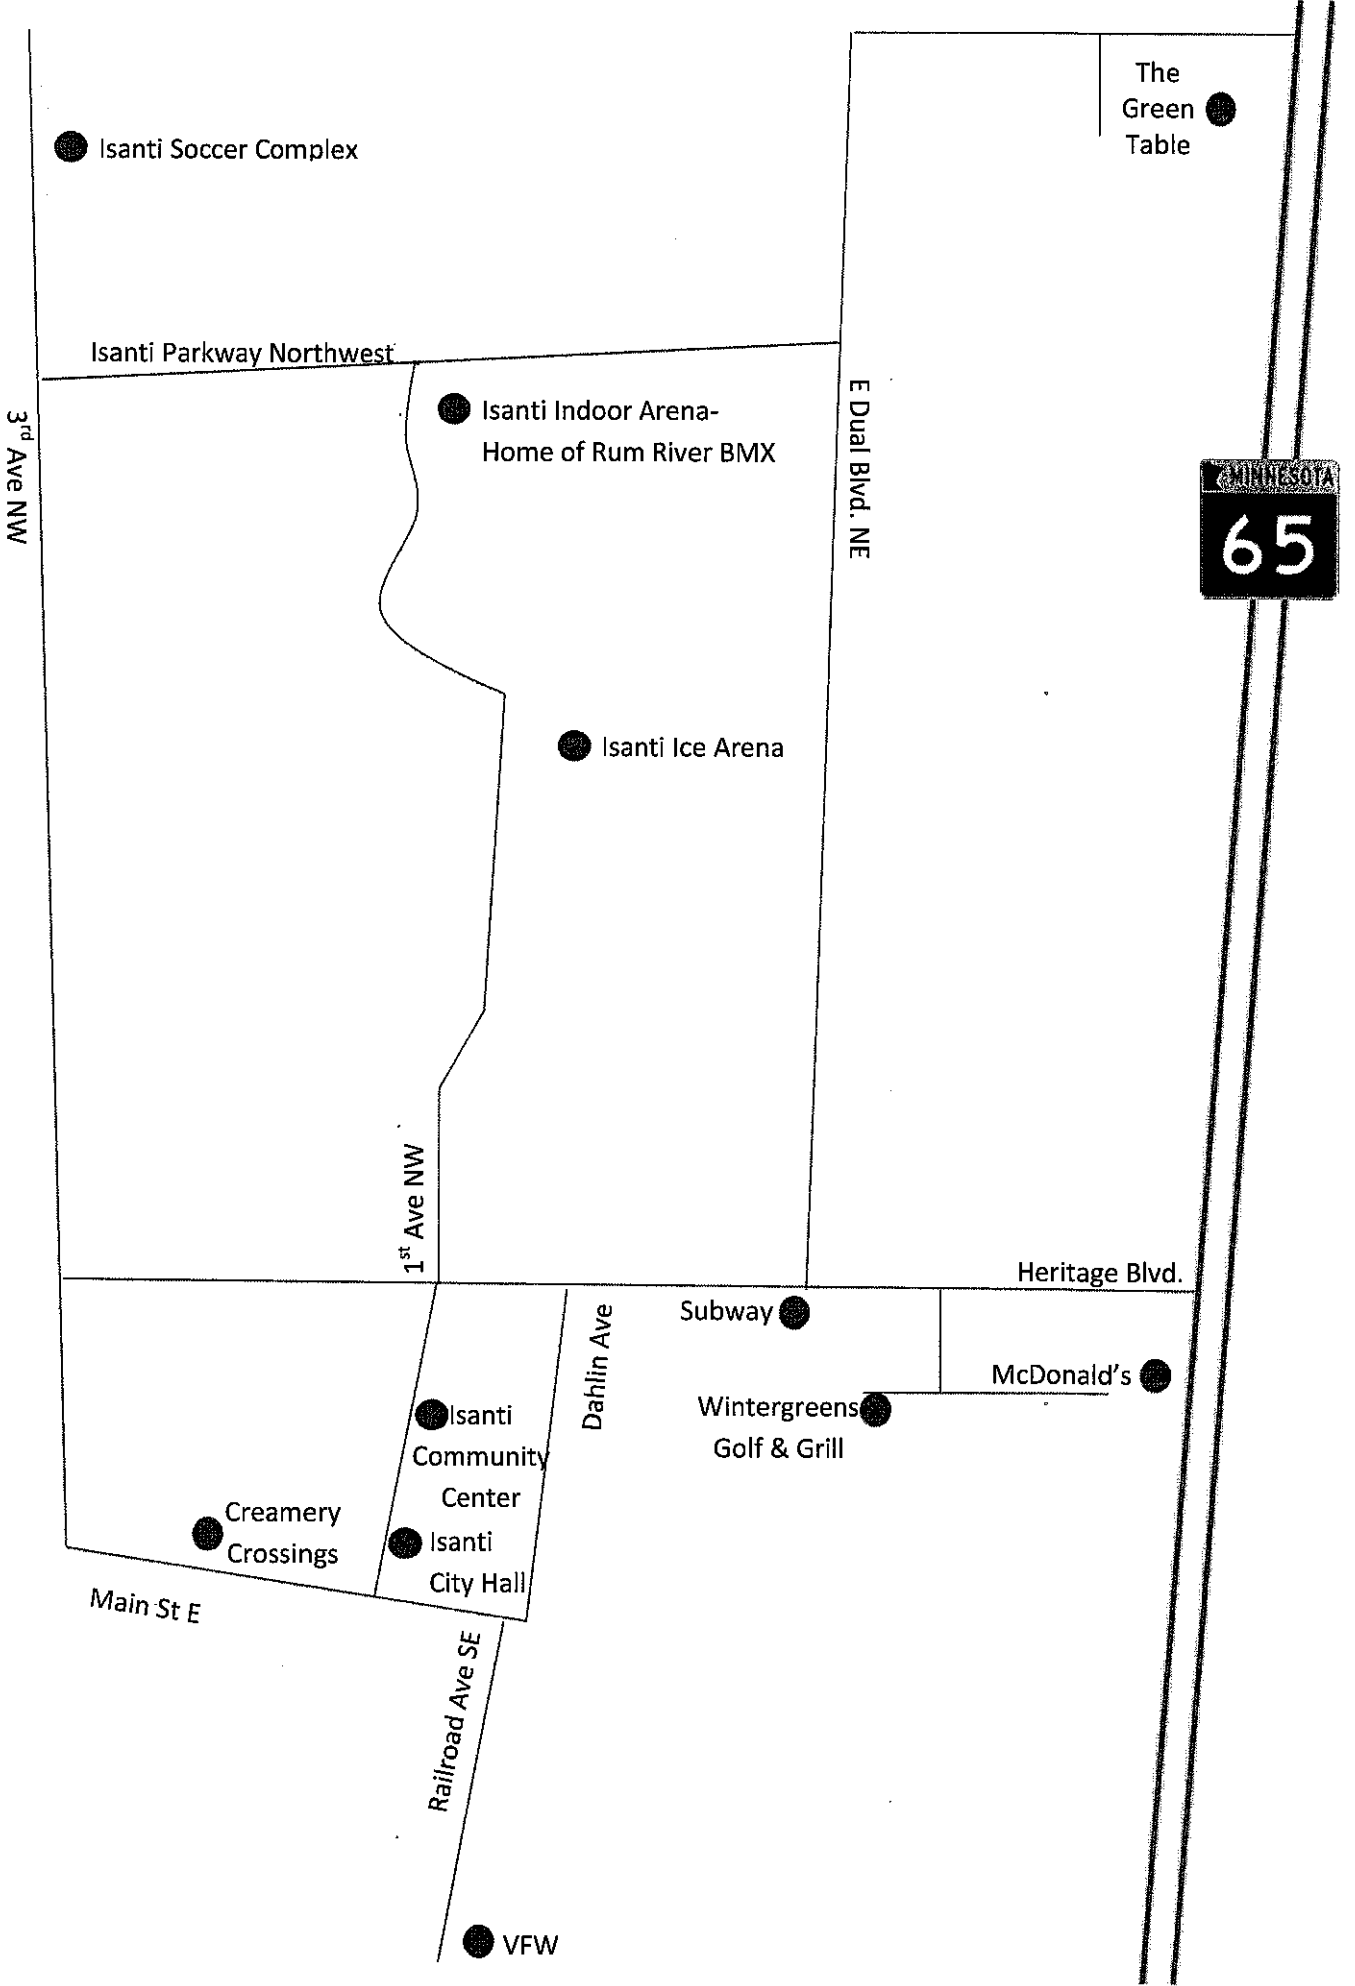 The
Green
Table
Isanti Soccer Complex
Isanti Parkway Northwest
3rd Ave NW
Isanti Indoor Arena-
Home of Rum River BMX
E Dual Blvd. NE
MINNESOTA
65
Isanti Ice Arena
1st Ave NW
Heritage Blvd.
Subway
Dahlin Ave
McDonald's
Wintergreens
Golf & Grill
Isanti
Community
Center
Creamery
Crossings
Isanti
City Hall
Main St E
Railroad Ave SE
VFW